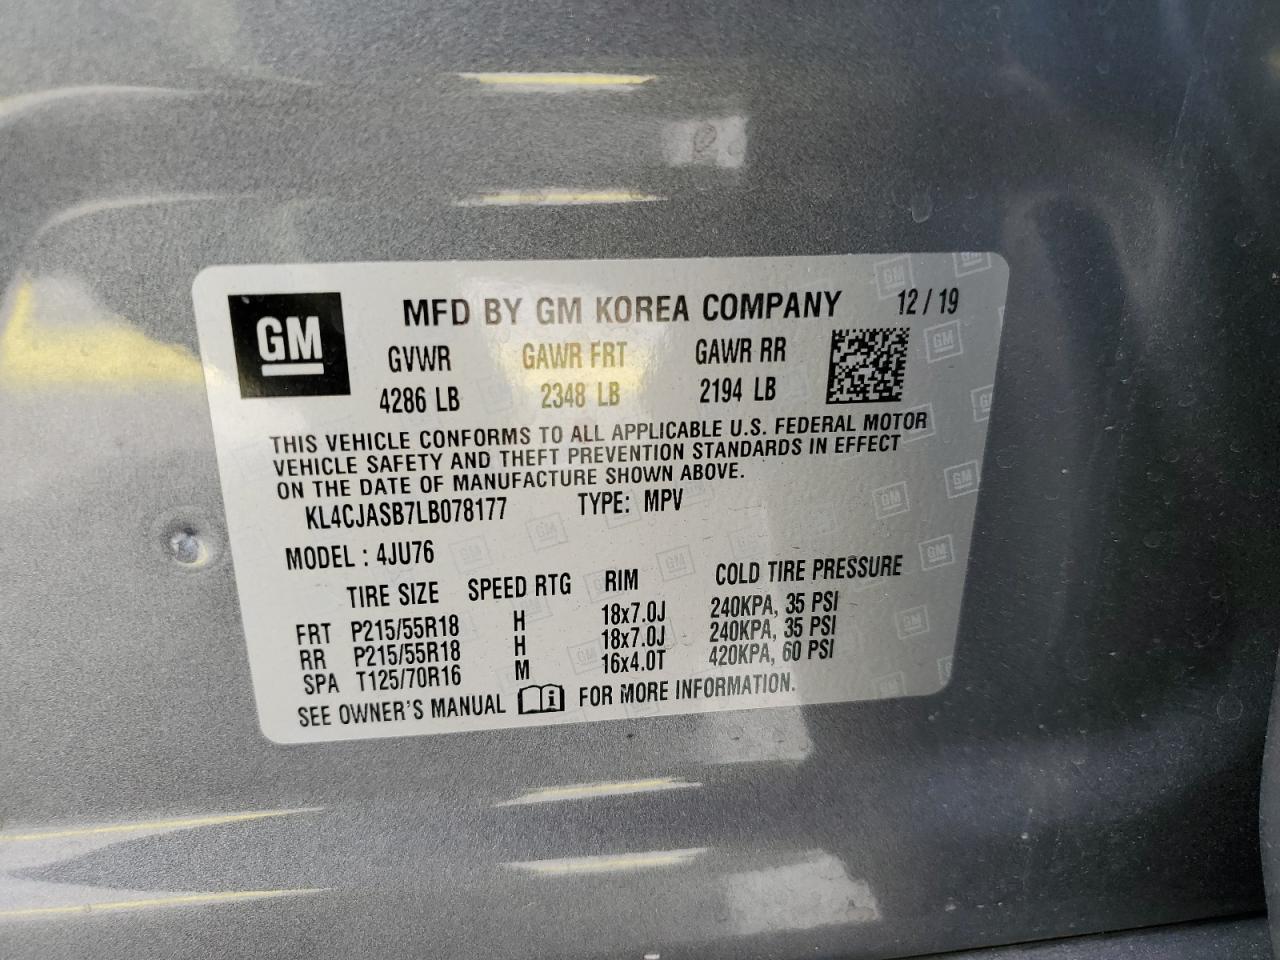 GM MFD BY GM KOREA COMPANY 12 / 19
GVWR GAWR FRT GAWR RR
4286 LB 2348 LB 2194 LB
THIS VEHICLE CONFORMS TO ALL APPLICABLE U.S. FEDERAL MOTOR
VEHICLE SAFETY AND THEFT PREVENTION STANDARDS IN EFFECT
ON THE DATE OF MANUFACTURE SHOWN ABOVE.
KL4CJASB7LB078177 TYPE: MPV
MODEL : 4JU76
TIRE SIZE SPEED RTG RIM COLD TIRE PRESSURE
FRT P215/55R18 H 18x7.0J 240KPA, 35 PSI
RR P215/55R18 H 18x7.0J 240KPA, 35 PSI
SPA T125/70R16 M 16x4.0T 420KPA, 60 PSI
SEE OWNER'S MANUAL i FOR MORE INFORMATION.